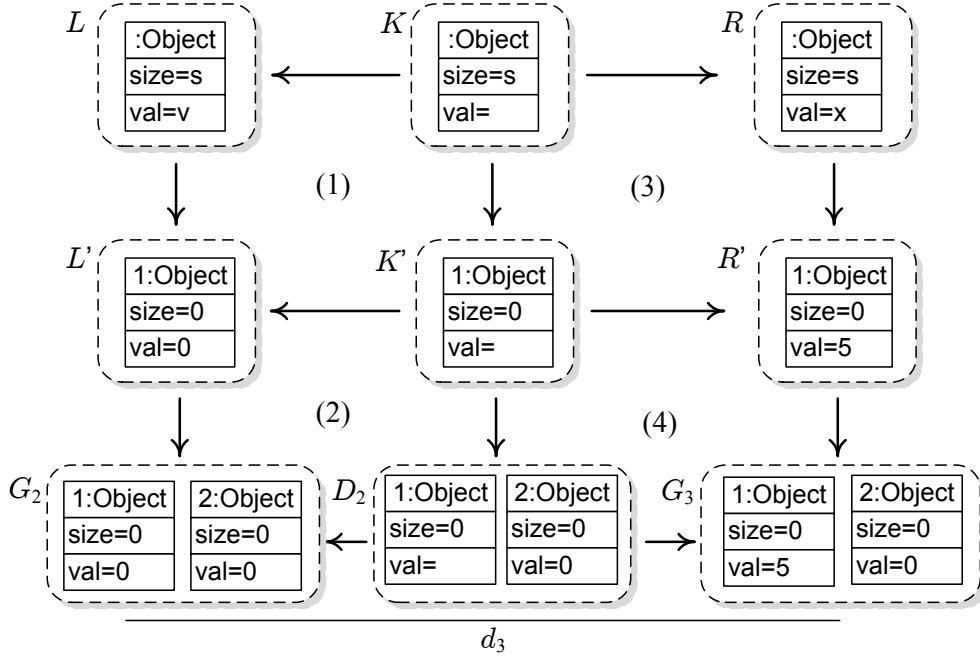 L
:Object
size=s
val=v
K
:Object
size=s
val=
R
:Object
size=s
val=x
(1)
(3)
L'
1:Object
size=0
val=0
K'
1:Object
size=0
val=
R'
1:Object
size=0
val=5
(2)
(4)
G₂
1:Object
size=0
val=0
2:Object
size=0
val=0
D₂
1:Object
size=0
val=
2:Object
size=0
val=0
G₃
1:Object
size=0
val=5
2:Object
size=0
val=0
d₃